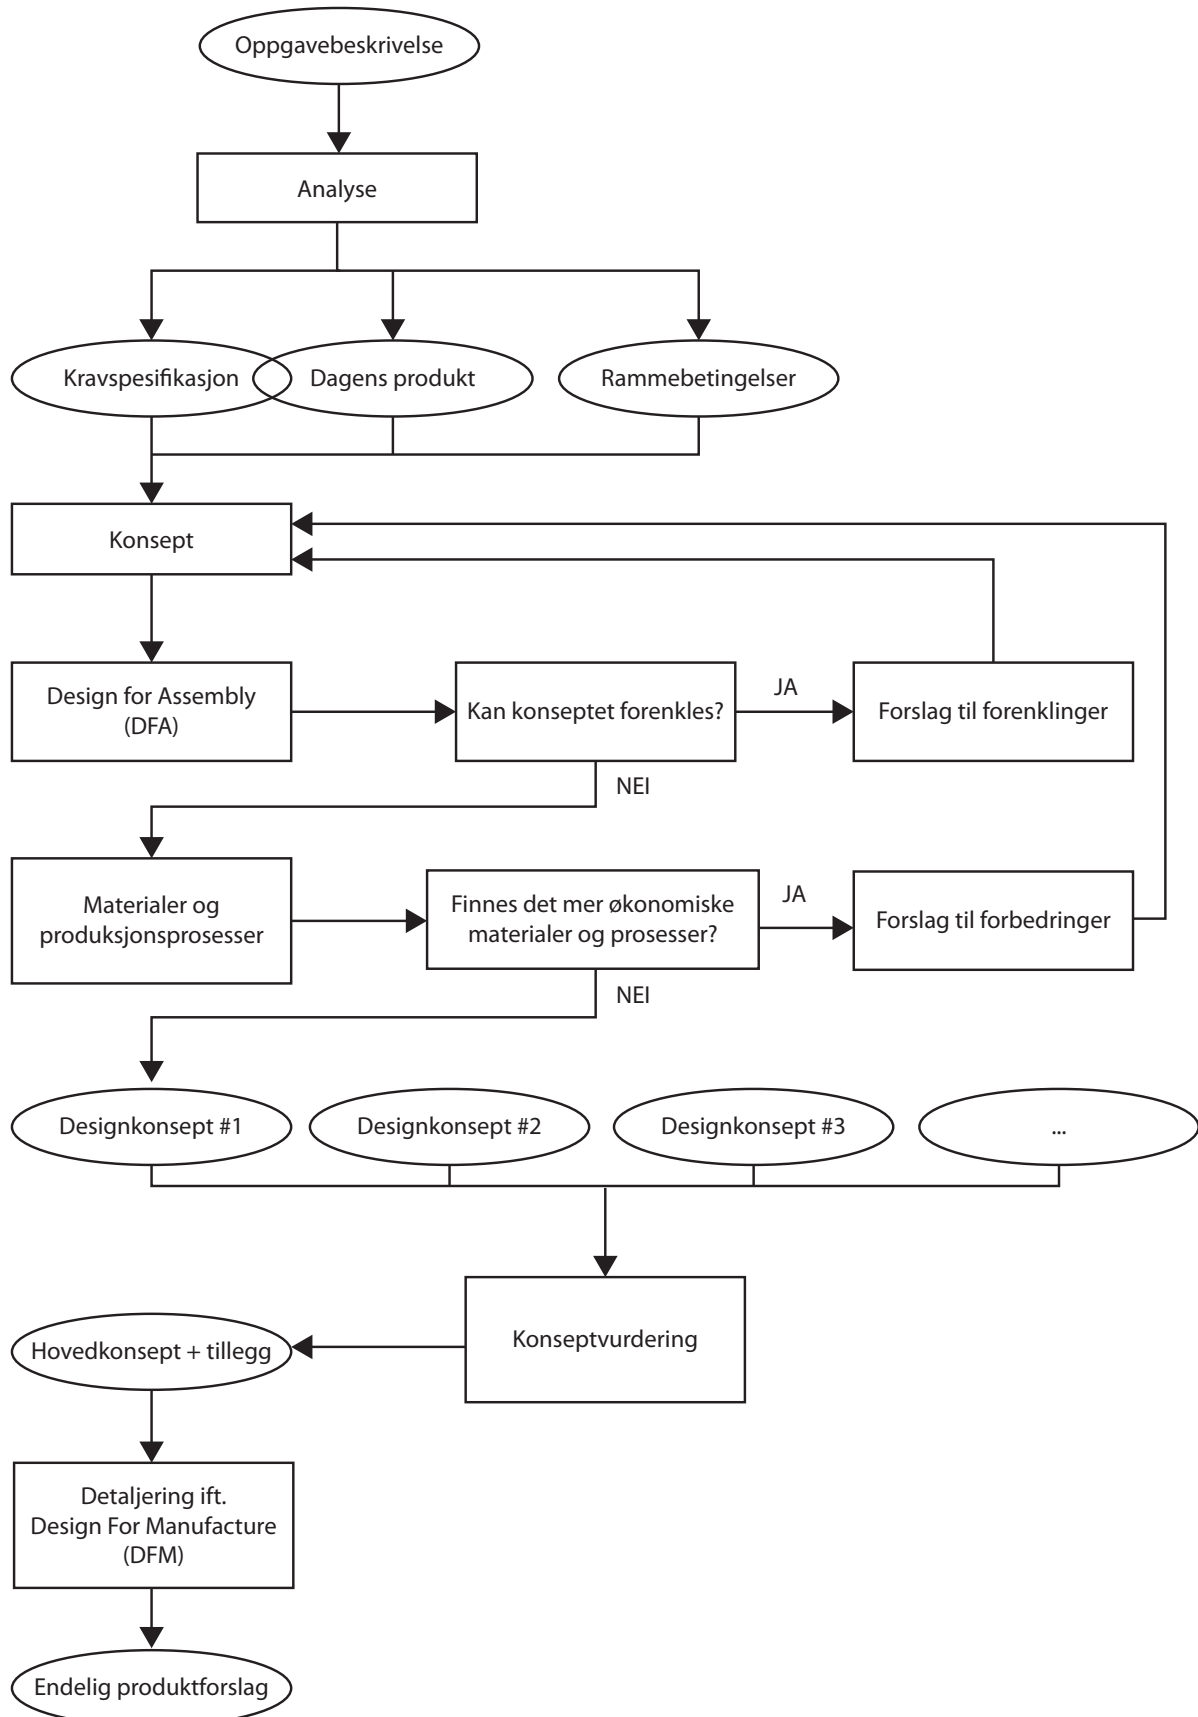 Oppgavebeskrivelse
Analyse
Kravspesifikasjon
Dagens produkt
Rammebetingelser
Konsept
Design for Assembly
(DFA)
Kan konseptet forenkles?
JA
Forslag til forenklinger
NEI
Materialer og
produksjonsprosesser
Finnes det mer økonomiske
materialer og prosesser?
JA
Forslag til forbedringer
NEI
Designkonsept #1
Designkonsept #2
Designkonsept #3
...
Konseptvurdering
Hovedkonsept + tillegg
Detaljering ift.
Design For Manufacture
(DFM)
Endelig produktforslag